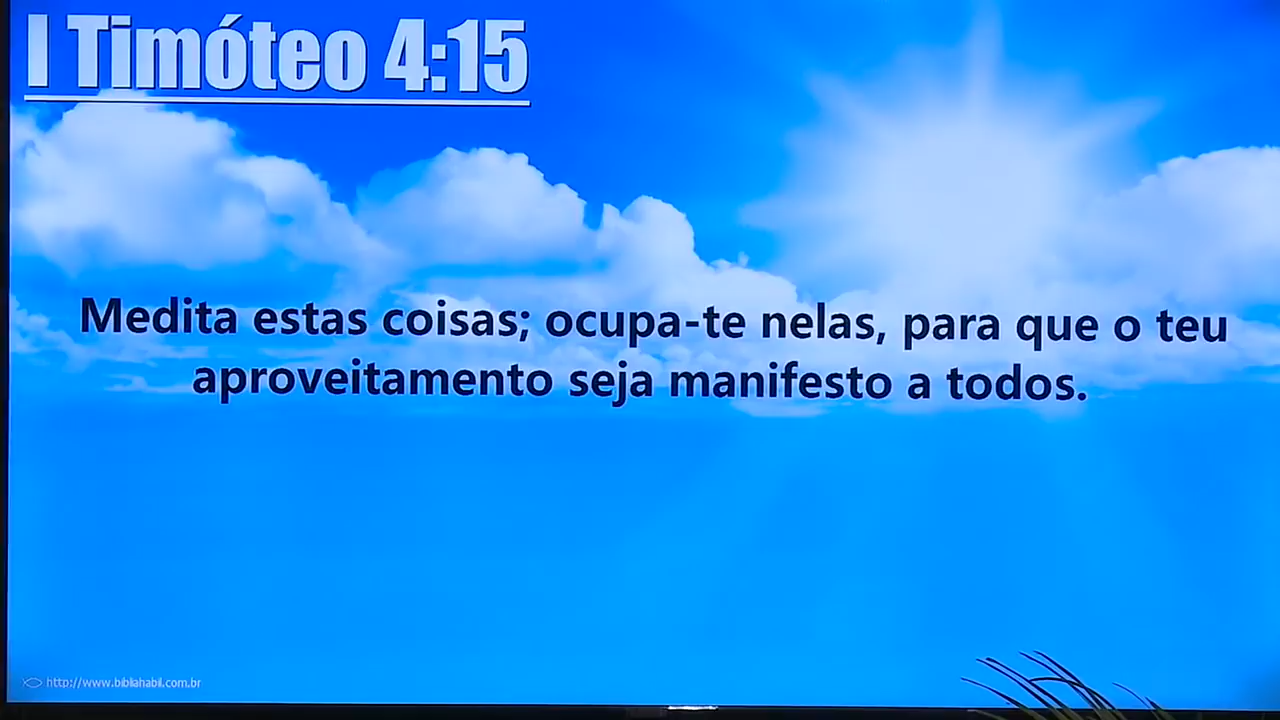 I Timóteo 4:15
Medita estas coisas; ocupa-te nelas, para que o teu
aproveitamento seja manifesto a todos.
http://www.bibliahabil.com.br